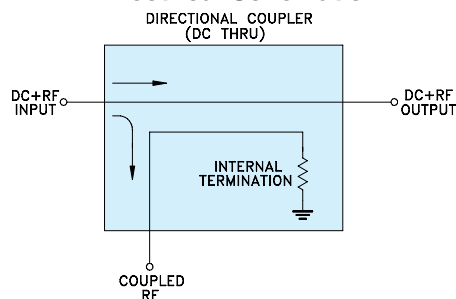 DIRECTIONAL COUPLER
(DC THRU)
DC+RF
INPUT
DC+RF
OUTPUT
INTERNAL
TERMINATION
COUPLED
RF